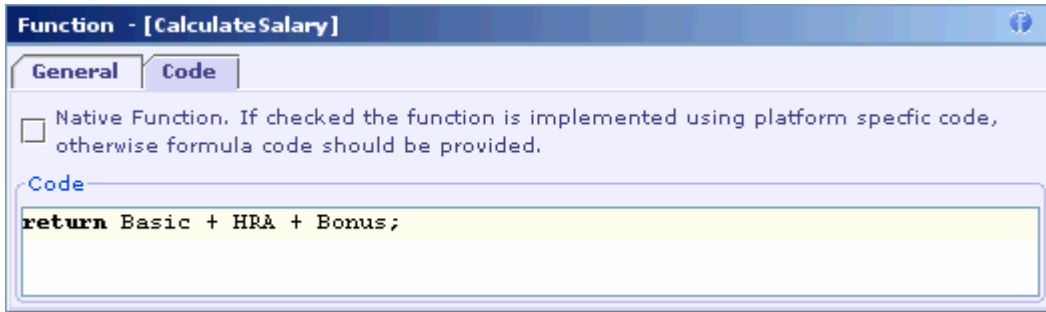 Function - [CalculateSalary]
General Code
Native Function. If checked the function is implemented using platform specfic code,
otherwise formula code should be provided.
Code
return Basic + HRA + Bonus;